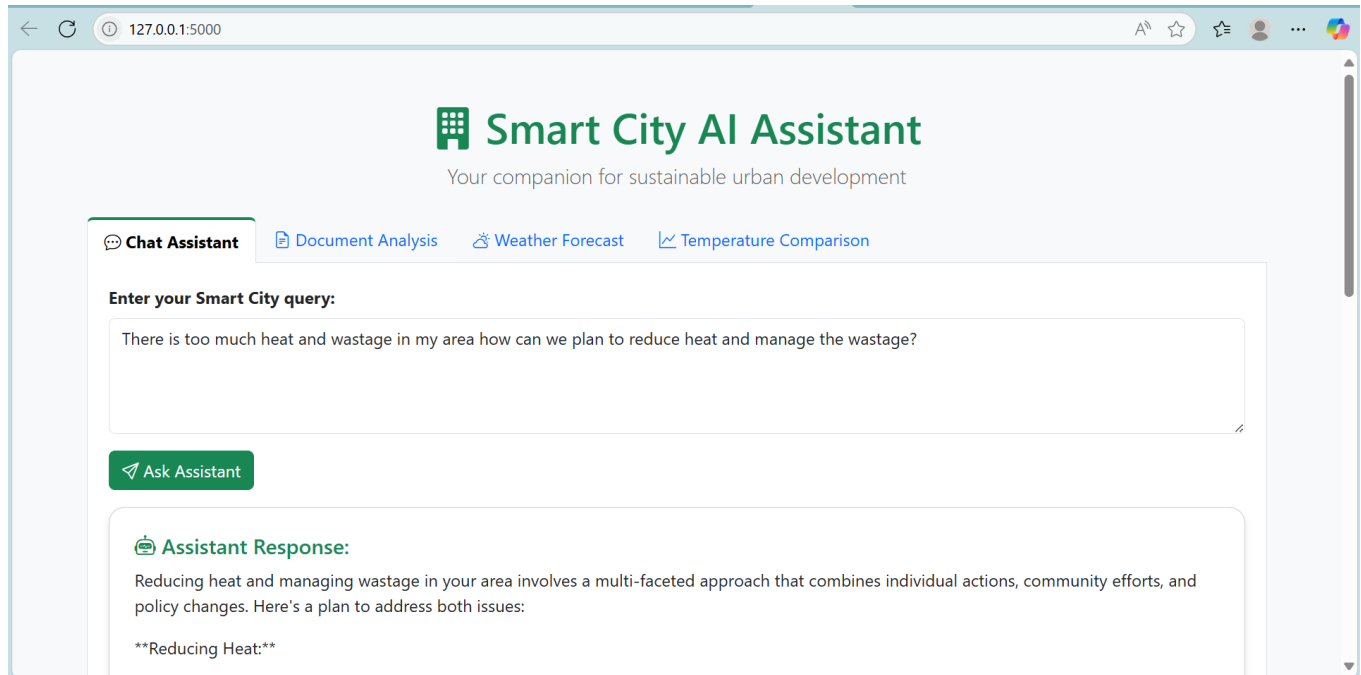 127.0.0.1:5000
Smart City AI Assistant
Your companion for sustainable urban development
Chat Assistant
Document Analysis
Weather Forecast
Temperature Comparison
Enter your Smart City query:
There is too much heat and wastage in my area how can we plan to reduce heat and manage the wastage?
Ask Assistant
Assistant Response:
Reducing heat and managing wastage in your area involves a multi-faceted approach that combines individual actions, community efforts, and
policy changes. Here's a plan to address both issues:
**Reducing Heat:**